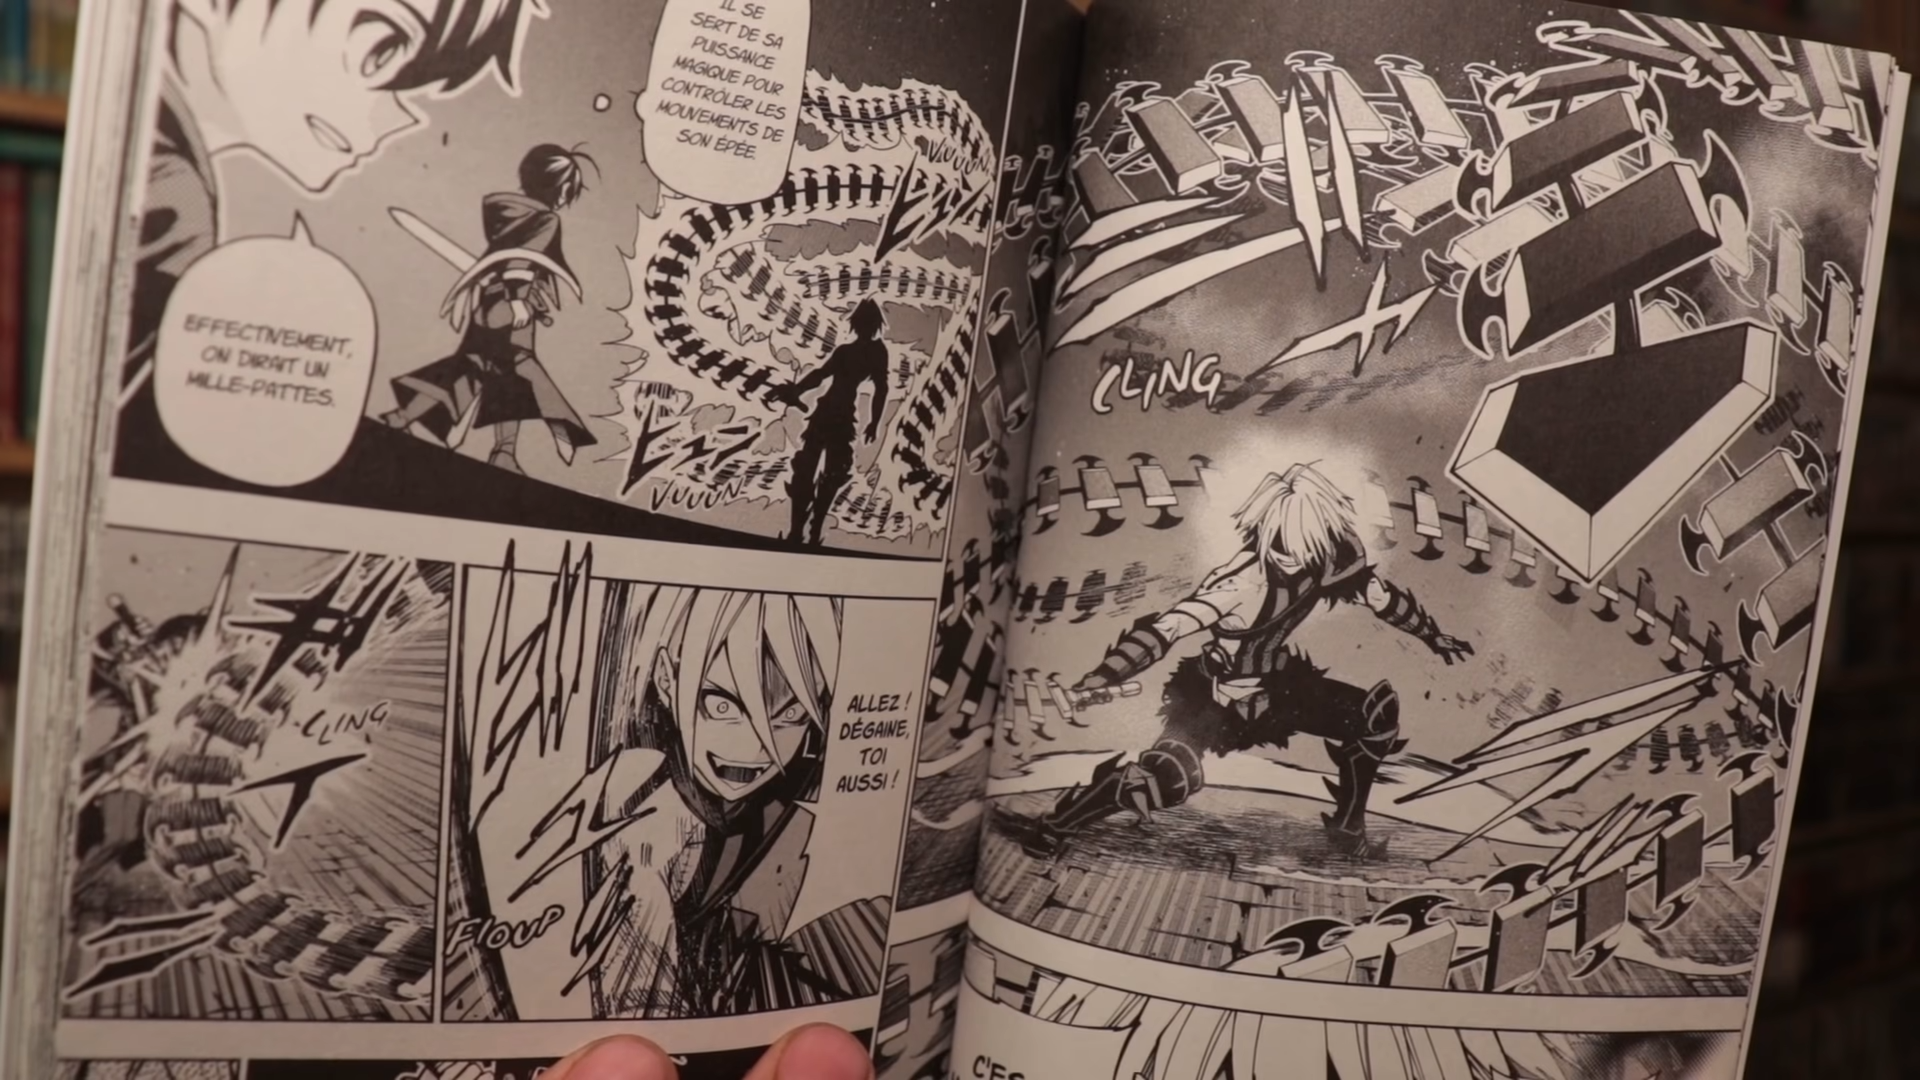 IL SE
SERT DE SA
PUISSANCE
MAGIQUE POUR
CONTRÔLER LES
MOUVEMENTS DE
SON ÉPÉE.
VUUUN
EFFECTIVEMENT,
ON DIRAIT UN
MILLE-PATTES.
VUUUN
CLING
ALLEZ !
DÉGAINE,
TOI
AUSSI !
FLOUP
CLING
C'EST